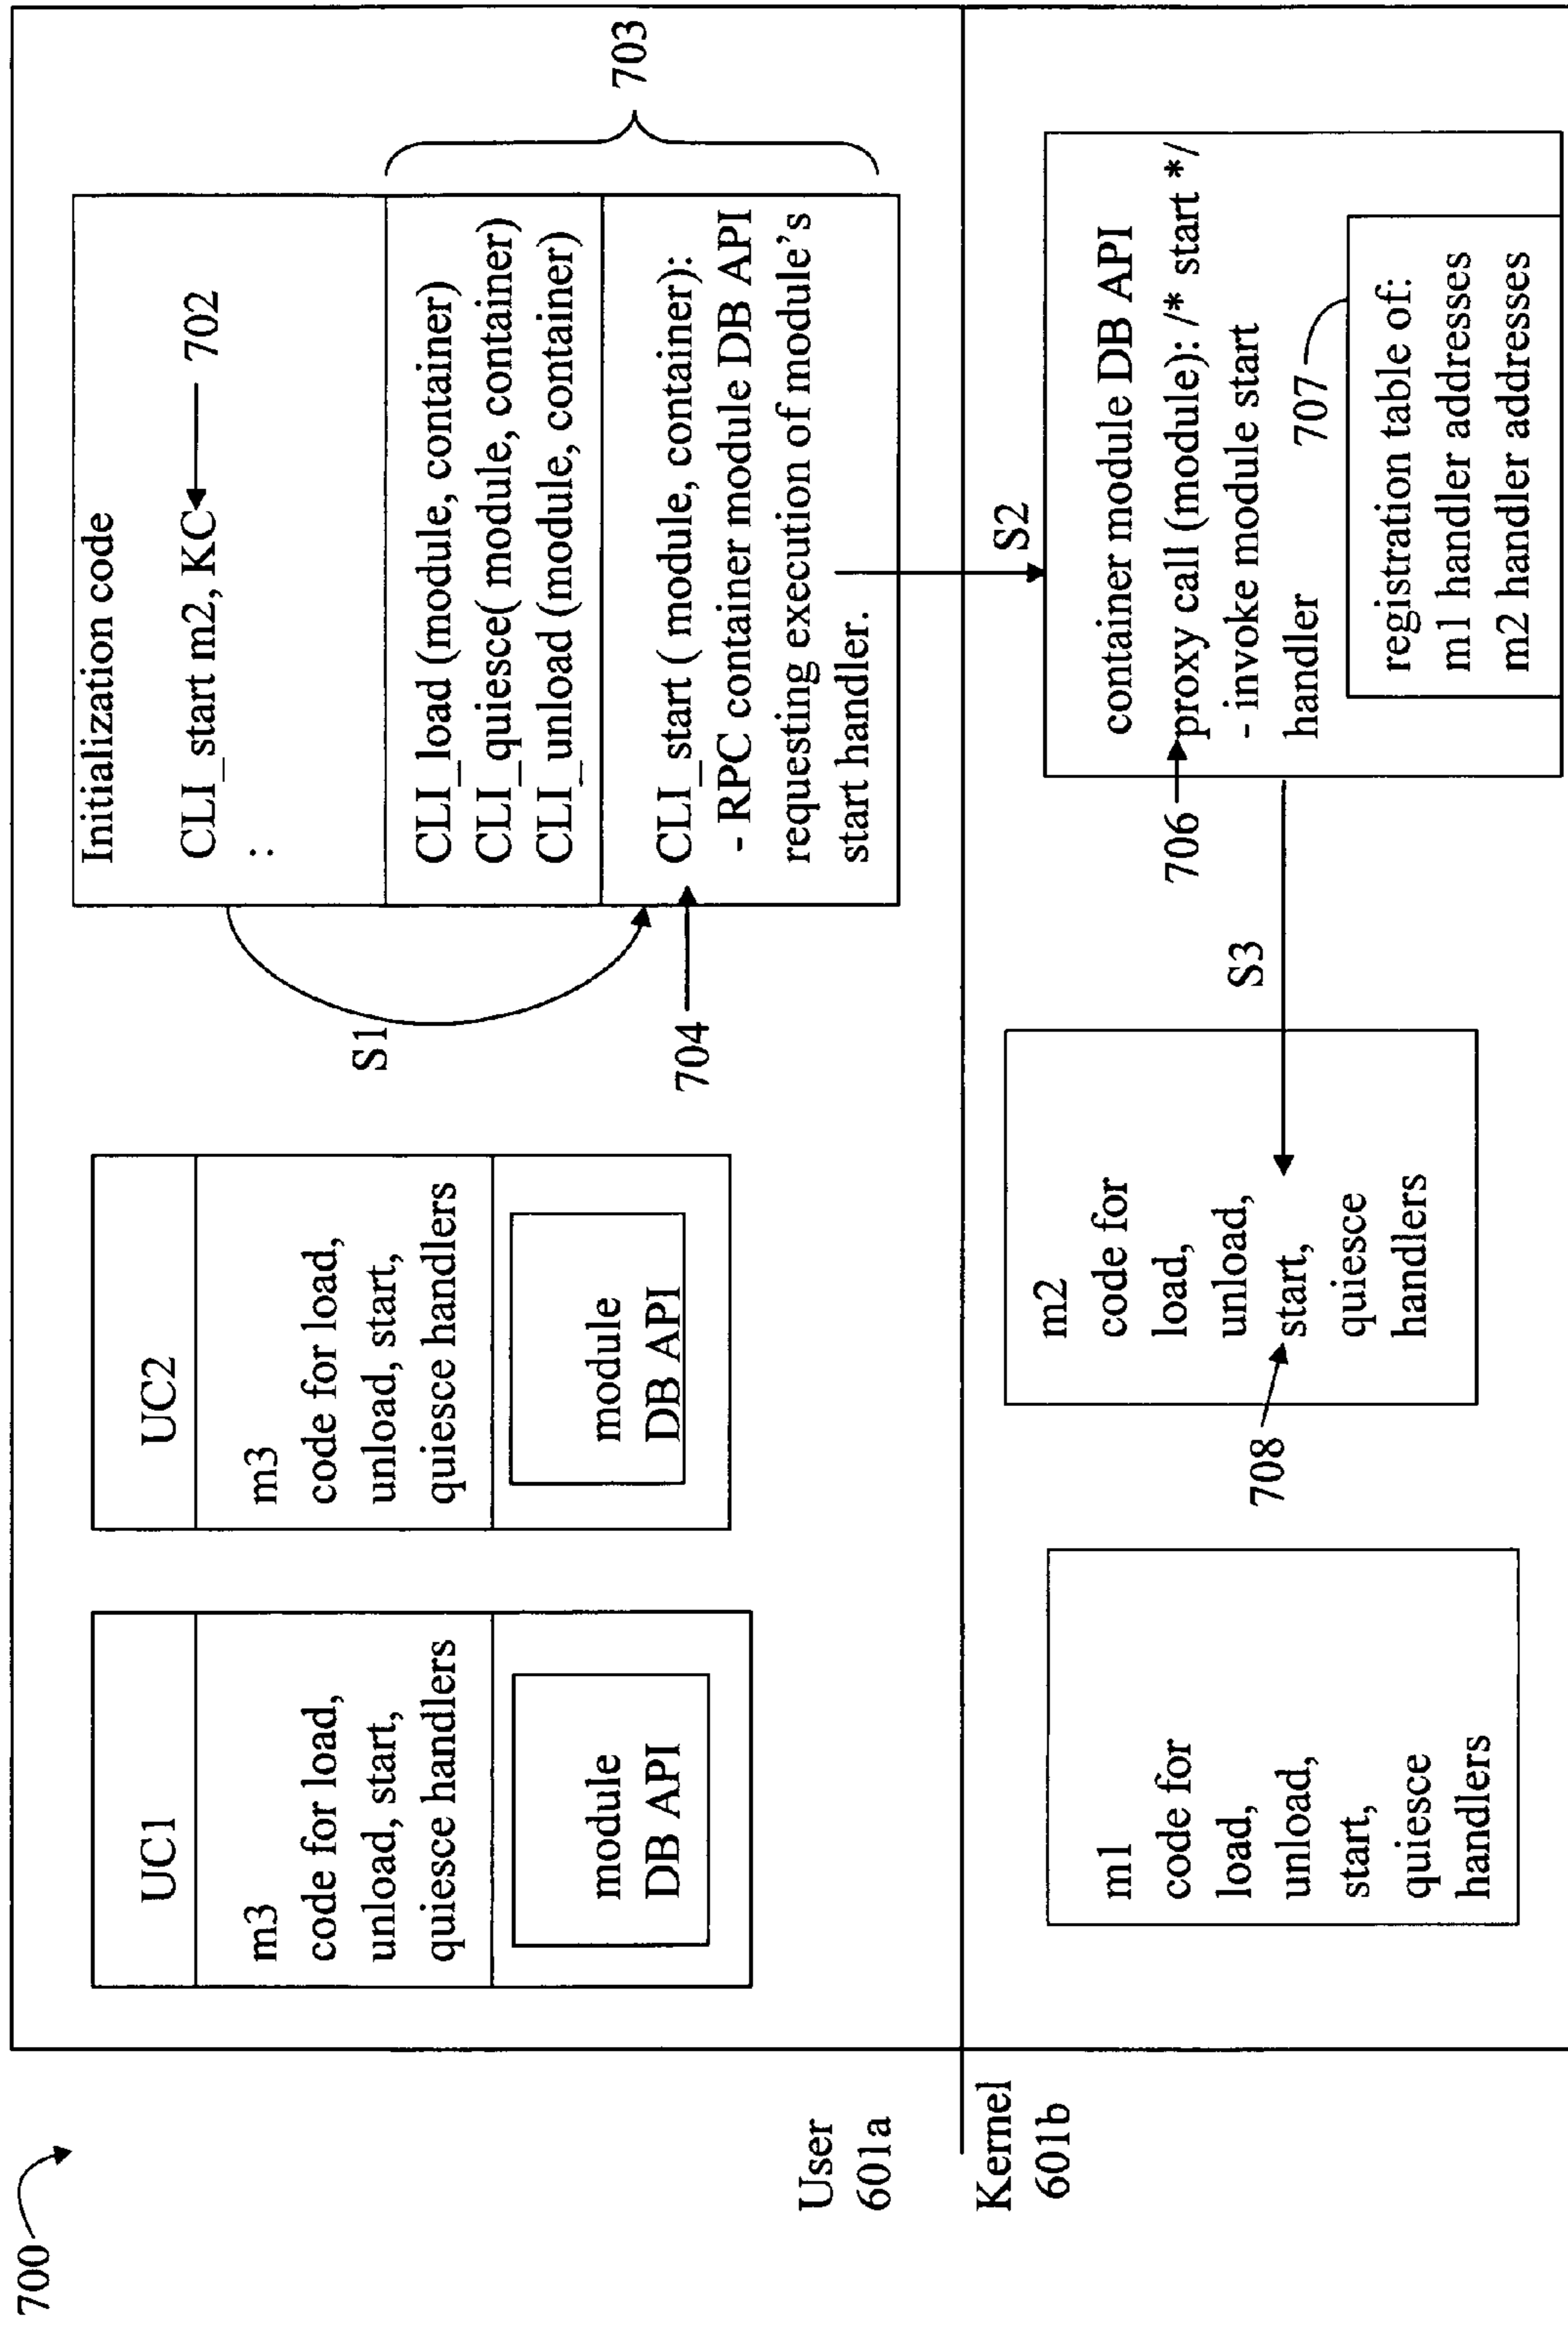 700
User
601a
Kernel
601b
UC1
m3
code for load,
unload, start,
quiesce handlers
module
DB API
UC2
m3
code for load,
unload, start,
quiesce handlers
module
DB API
S1
Initialization code
CLI_start m2, KC
702
:
CLI_load (module, container)
CLI_quiesce( module, container)
CLI_unload (module, container)
703
704
CLI_start ( module, container):
- RPC container module DB API
requesting execution of module's
start handler.
S2
m1
code for
load,
unload,
start,
quiesce
handlers
m2
code for
load,
unload,
start,
quiesce
handlers
708
S3
706
container module DB API
proxy call (module): /* start */
- invoke module start
handler
707
registration table of:
m1 handler addresses
m2 handler addresses